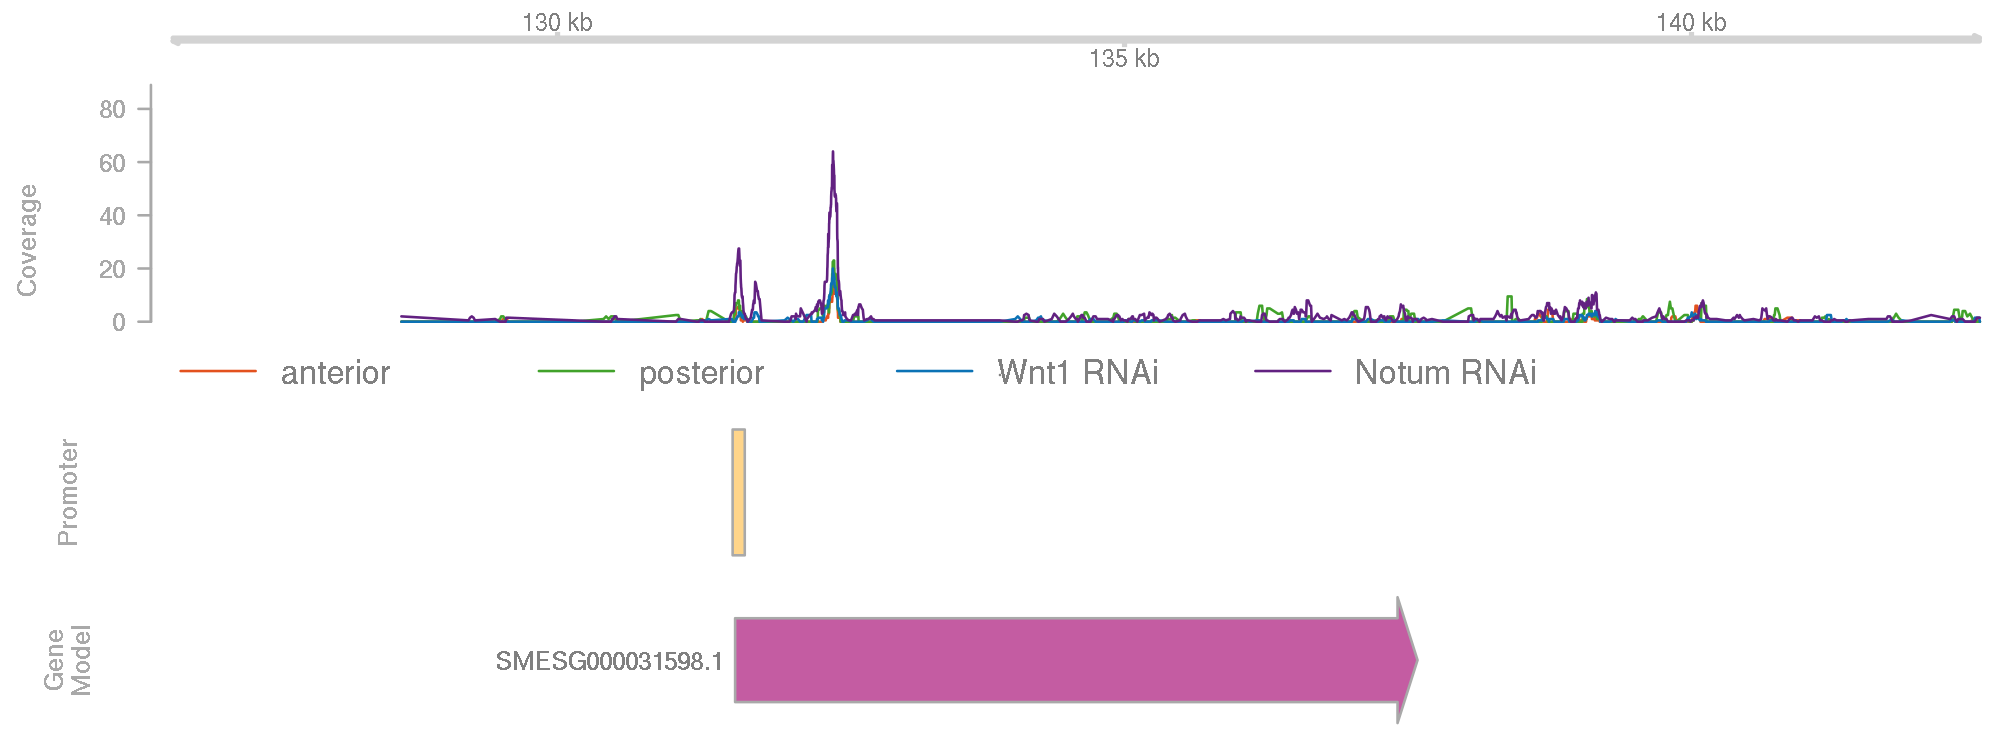 130 kb
140 kb
135 kb
Coverage
80
60
40
20
0
anterior
posterior
Wnt1 RNAi
Notum RNAi
Promoter
Gene
Model
SMESG000031598.1